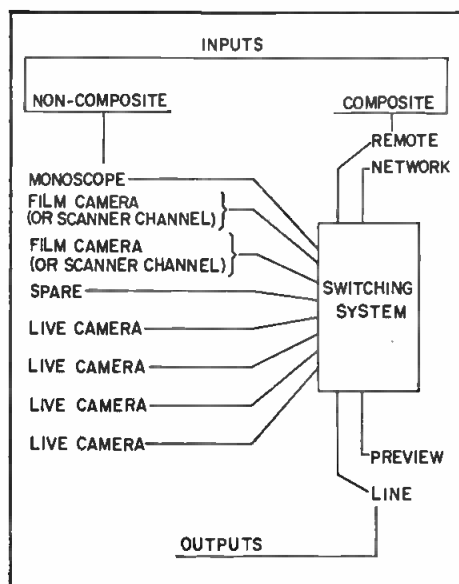 INPUTS
NON-COMPOSITE
COMPOSITE
REMOTE
NETWORK
MONOSCOPE
FILM CAMERA
(OR SCANNER CHANNEL)
FILM CAMERA
(OR SCANNER CHANNEL)
SPARE
LIVE CAMERA
LIVE CAMERA
LIVE CAMERA
LIVE CAMERA
SWITCHING
SYSTEM
PREVIEW
LINE
OUTPUTS